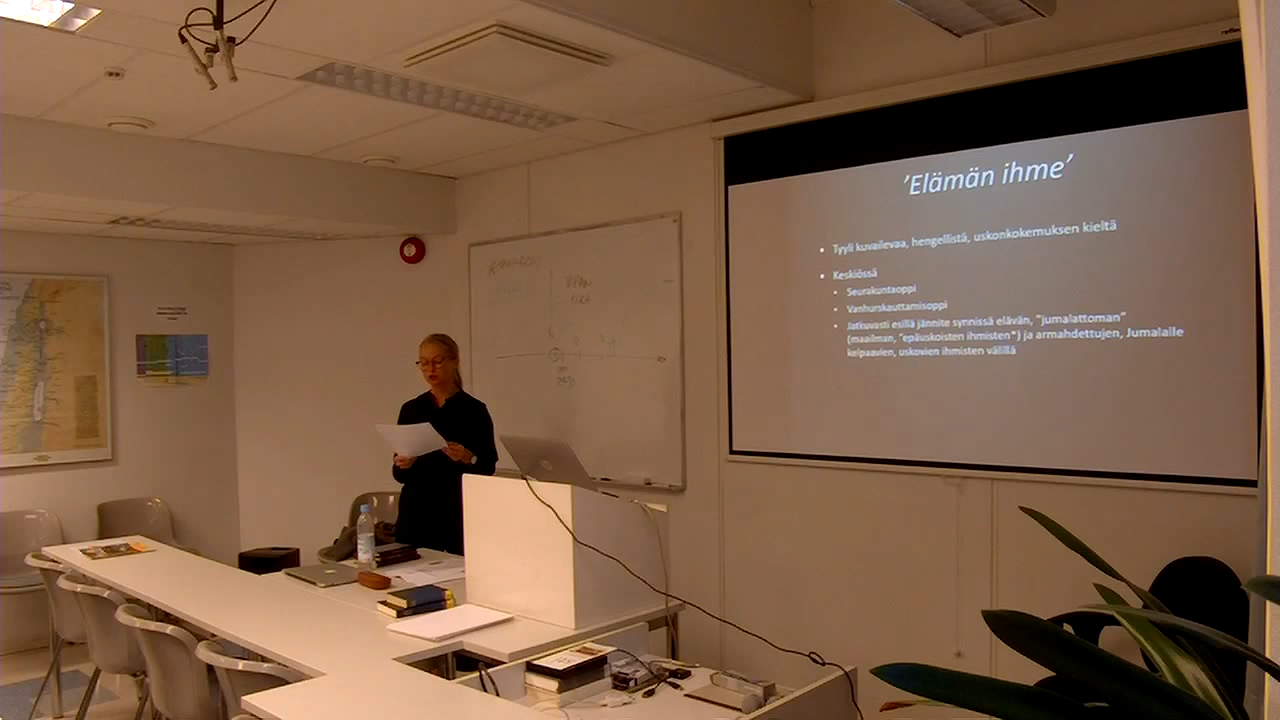 ’Elämän ihme’
Tyyli kuvailevaa, hengellistä, uskonkokemuksen kieltä
Keskiössä
Seurakuntaoppi
Vanhurskauttamisoppi
Jatkuvasti esillä jännite synnissä elävän, "jumalattoman"
(maailman, "epäuskoisten ihmisten") ja armahdettujen, Jumalalle
kelpaavien, uskovien ihmisten välillä